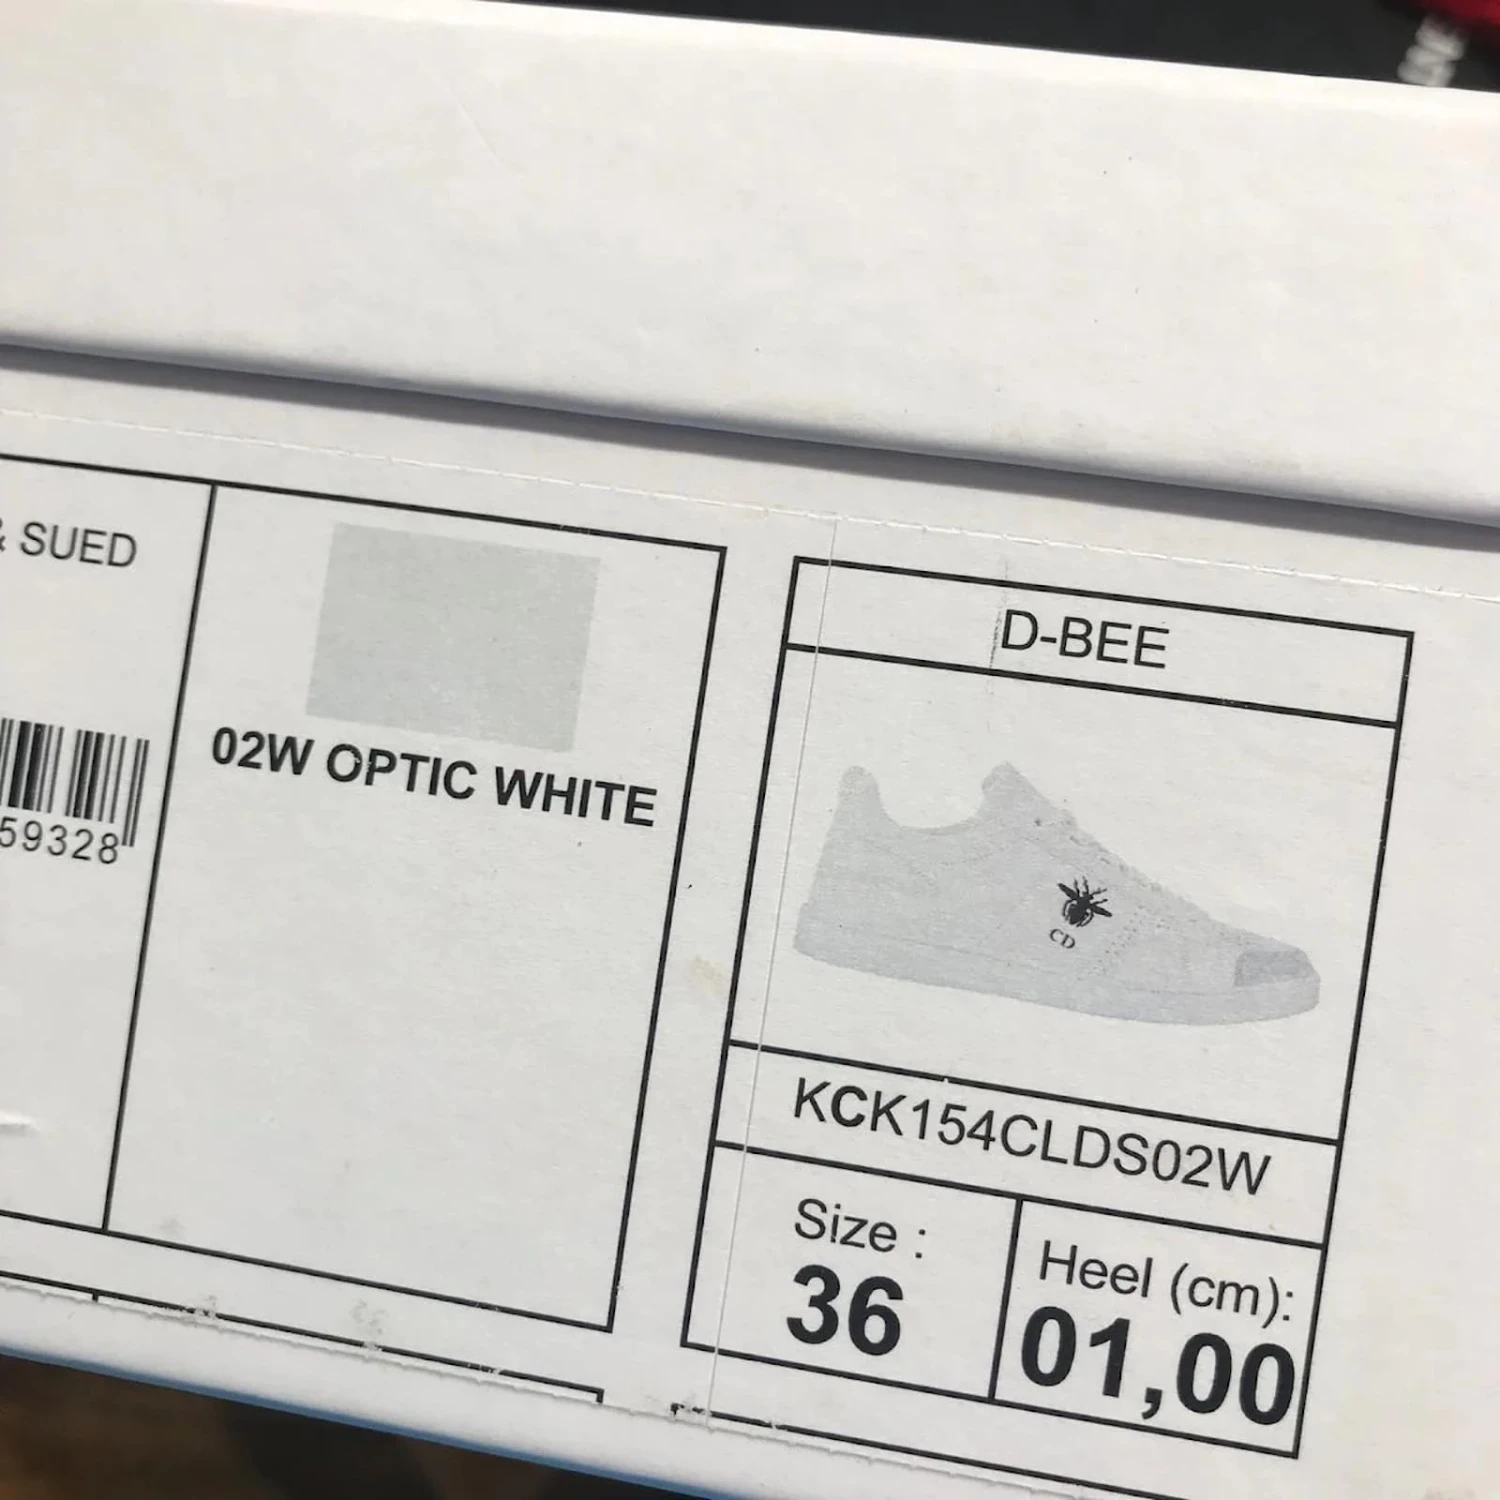 & SUED
59328
02W OPTIC WHITE
D-BEE
CD
KCK154CLDS02W
Size :
36
Heel (cm):
01,00